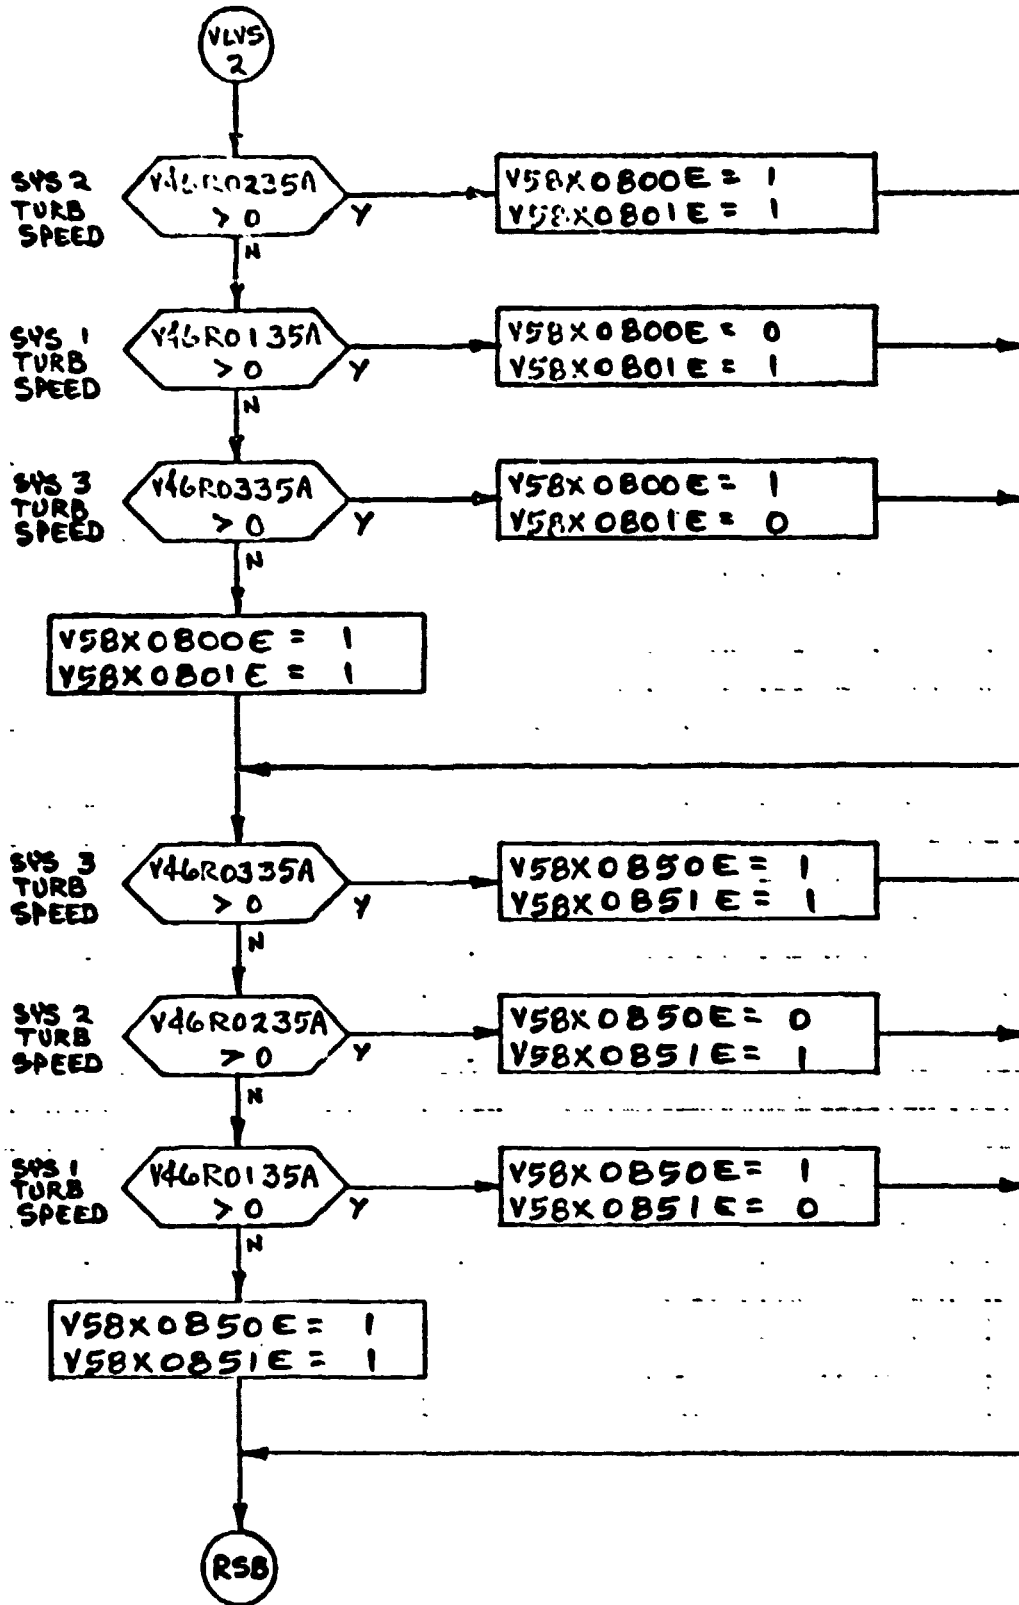 VLVS
2
SYS 2
TURB
SPEED
V46R0235A
> 0
Y
N
V58X0800E = 1
V58X0801E = 1
SYS 1
TURB
SPEED
V46R0135A
> 0
Y
N
V58X0800E = 0
V58X0801E = 1
SYS 3
TURB
SPEED
V46R0335A
> 0
Y
N
V58X0800E = 1
V58X0801E = 0
V58X0800E = 1
V58X0801E = 1
SYS 3
TURB
SPEED
V46R0335A
> 0
Y
N
V58X0850E = 1
V58X0851E = 1
SYS 2
TURB
SPEED
V46R0235A
> 0
Y
N
V58X0850E = 0
V58X0851E = 1
SYS 1
TURB
SPEED
V46R0135A
> 0
Y
N
V58X0850E = 1
V58X0851E = 0
V58X0850E = 1
V58X0851E = 1
RSB